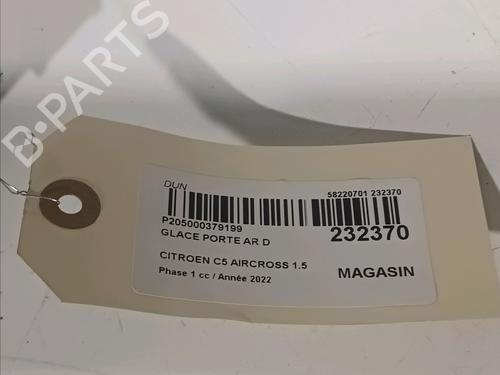 B-PARTS
DUN
58220701 232370
P205000379199
232370
GLACE PORTE AR D
CITROEN C5 AIRCROSS 1.5
Phase 1 cc / Année 2022
MAGASIN